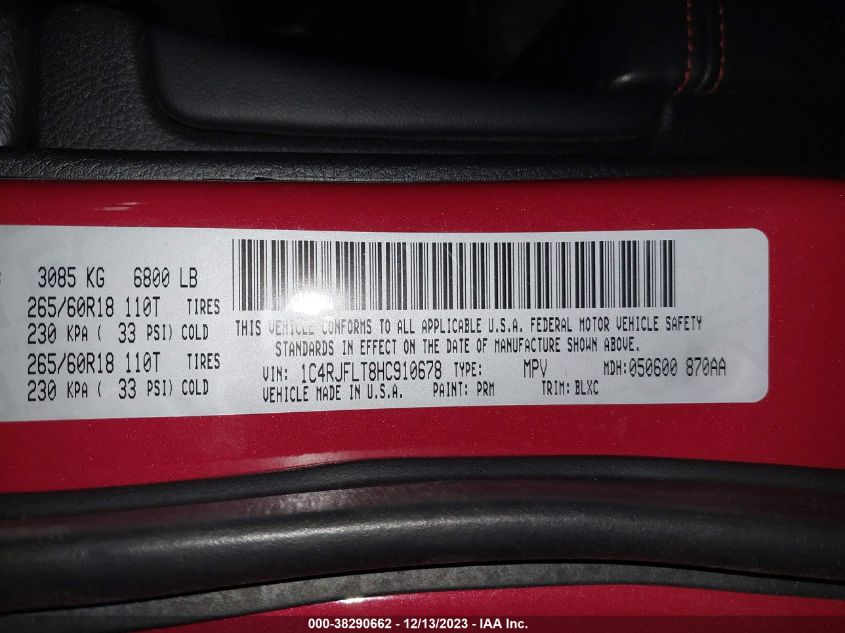 3085 KG 6800 LB
265/60R18 110T TIRES
230 KPA ( 33 PSI) COLD
265/60R18 110T TIRES
230 KPA ( 33 PSI) COLD
THIS VEHICLE CONFORMS TO ALL APPLICABLE U.S.A. FEDERAL MOTOR VEHICLE SAFETY
STANDARDS IN EFFECT ON THE DATE OF MANUFACTURE SHOWN ABOVE.
VIN: 1C4RJFLT8HC910678 TYPE: MPV MDH:050600 870AA
VEHICLE MADE IN U.S.A. PAINT: PRM TRIM: BLXC
000-38290662 - 12/13/2023 - IAA Inc.